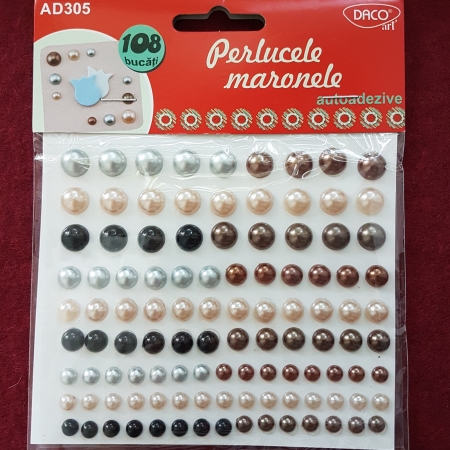 AD305
DACO
art
108
bucăți
Perlucele
maronele
autoadezive